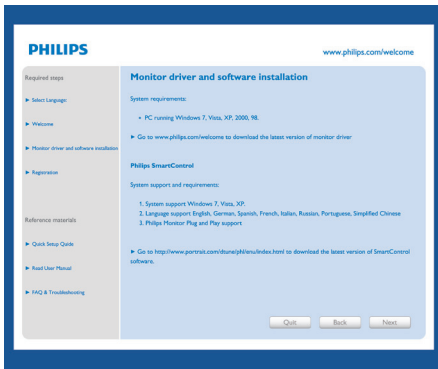 PHILIPS
www.philips.com/welcome
Required steps
► Select Language:
► Welcome
► Monitor driver and software installation
► Registration
Reference materials
► Quick Setup Quide
► Read User Manual
► FAQ & Troubleshooting
Monitor driver and software installation
System requirements:
• PC running Windows 7, Vista, XP, 2000, 98.
► Go to www.philips.com/welcome to download the latest version of monitor driver
Philips SmartControl
System support and requirements:
1. System support Windows 7, Vista, XP.
2. Language support English, German, Spanish, French, Italian, Russian, Portuguese, Simplified Chinese
3. Philips Monitor Plug and Play support
► Go to http://www.portrait.com/dtune/phl/enu/index.html to download the latest version of SmartControl
software.
Quit
Back
Next